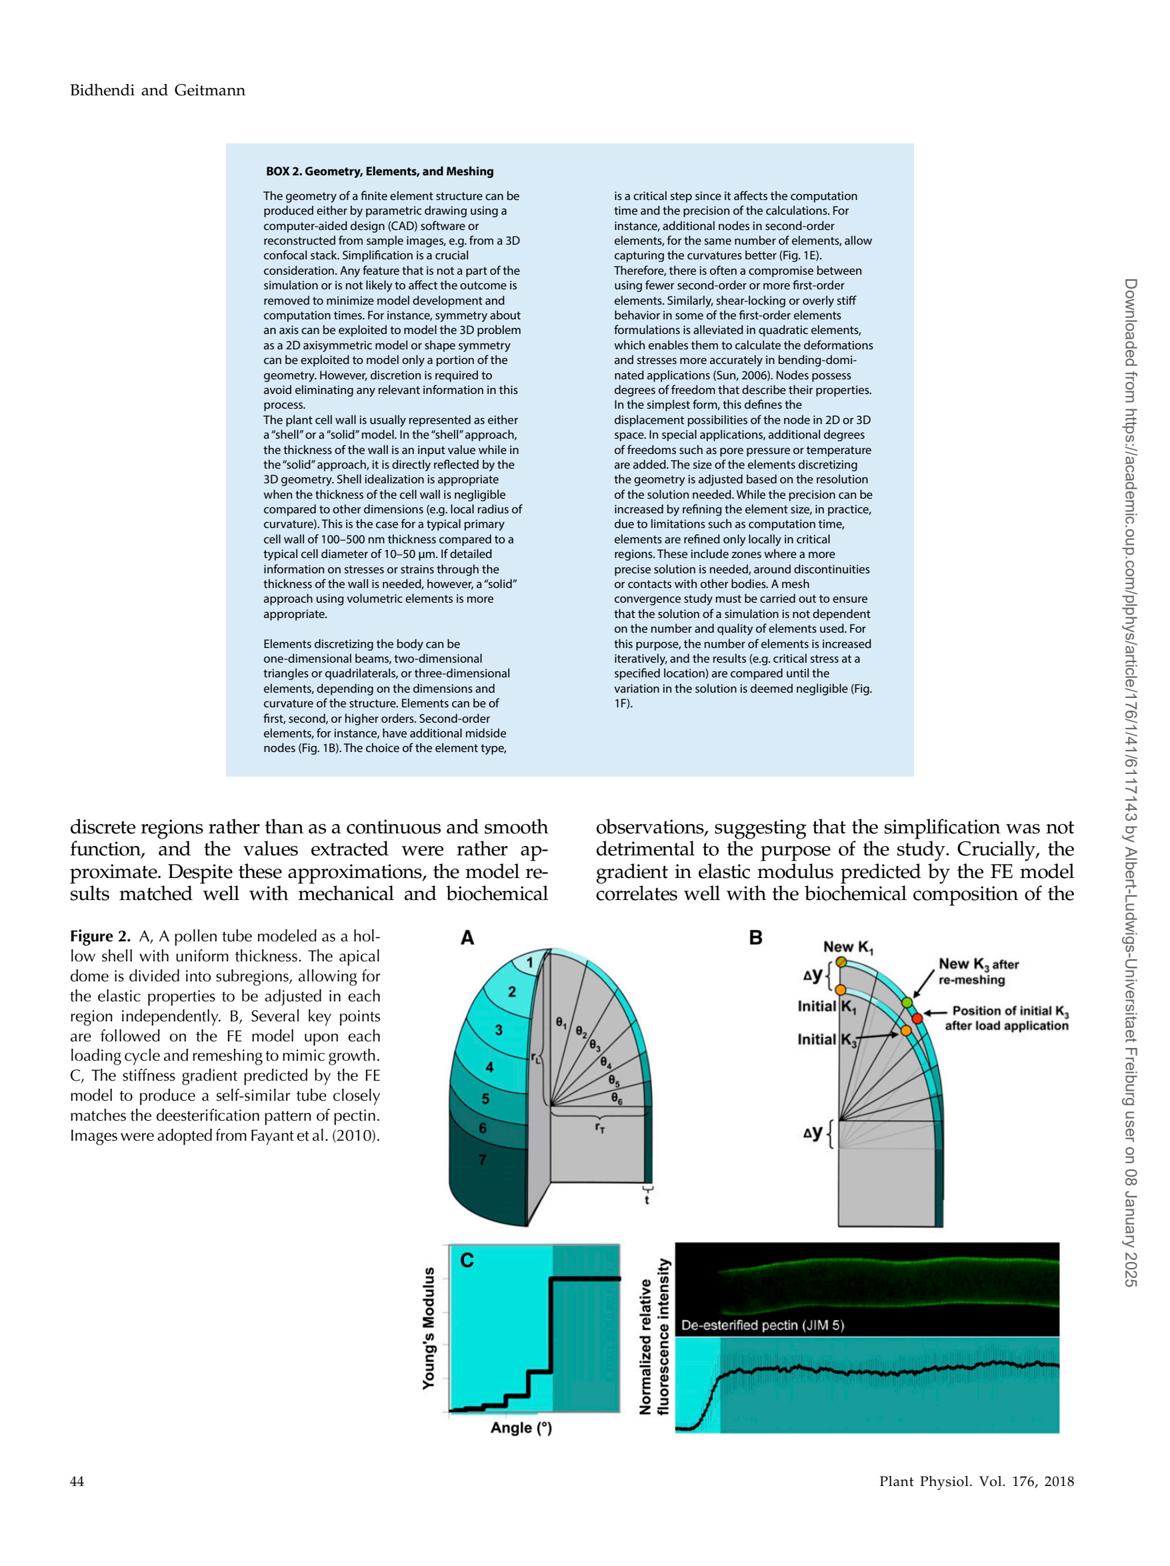 Bidhendi and Geitmann
BOX 2. Geometry, Elements, and Meshing
The geometry of a finite element structure can be
produced either by parametric drawing using a
computer-aided design (CAD) software or
reconstructed from sample images, e.g. from a 3D
confocal stack. Simplification is a crucial
consideration. Any feature that is not a part of the
simulation or is not likely to affect the outcome is
removed to minimize model development and
computation times. For instance, symmetry about
an axis can be exploited to model the 3D problem
as a 2D axisymmetric model or shape symmetry
can be exploited to model only a portion of the
geometry. However, discretion is required to
avoid eliminating any relevant information in this
process.
The plant cell wall is usually represented as either
a “shell” or a “solid” model. In the “shell” approach,
the thickness of the wall is an input value while in
the “solid” approach, it is directly reflected by the
3D geometry. Shell idealization is appropriate
when the thickness of the cell wall is negligible
compared to other dimensions (e.g. local radius of
curvature). This is the case for a typical primary
cell wall of 100–500 nm thickness compared to a
typical cell diameter of 10–50 μm. If detailed
information on stresses or strains through the
thickness of the wall is needed, however, a “solid”
approach using volumetric elements is more
appropriate.
Elements discretizing the body can be
one-dimensional beams, two-dimensional
triangles or quadrilaterals, or three-dimensional
elements, depending on the dimensions and
curvature of the structure. Elements can be of
first, second, or higher orders. Second-order
elements, for instance, have additional midside
nodes (Fig. 1B). The choice of the element type,
is a critical step since it affects the computation
time and the precision of the calculations. For
instance, additional nodes in second-order
elements, for the same number of elements, allow
capturing the curvatures better (Fig. 1E).
Therefore, there is often a compromise between
using fewer second-order or more first-order
elements. Similarly, shear-locking or overly stiff
behavior in some of the first-order elements
formulations is alleviated in quadratic elements,
which enables them to calculate the deformations
and stresses more accurately in bending-domi-
nated applications (Sun, 2006). Nodes possess
degrees of freedom that describe their properties.
In the simplest form, this defines the
displacement possibilities of the node in 2D or 3D
space. In special applications, additional degrees
of freedoms such as pore pressure or temperature
are added. The size of the elements discretizing
the geometry is adjusted based on the resolution
of the solution needed. While the precision can be
increased by refining the element size, in practice,
due to limitations such as computation time,
elements are refined only locally in critical
regions. These include zones where a more
precise solution is needed, around discontinuities
or contacts with other bodies. A mesh
convergence study must be carried out to ensure
that the solution of a simulation is not dependent
on the number and quality of elements used. For
this purpose, the number of elements is increased
iteratively, and the results (e.g. critical stress at a
specified location) are compared until the
variation in the solution is deemed negligible (Fig.
1F).
discrete regions rather than as a continuous and smooth
function, and the values extracted were rather ap-
proximate. Despite these approximations, the model re-
sults matched well with mechanical and biochemical
observations, suggesting that the simplification was not
detrimental to the purpose of the study. Crucially, the
gradient in elastic modulus predicted by the FE model
correlates well with the biochemical composition of the
Figure 2. A, A pollen tube modeled as a hol-
low shell with uniform thickness. The apical
dome is divided into subregions, allowing for
the elastic properties to be adjusted in each
region independently. B, Several key points
are followed on the FE model upon each
loading cycle and remeshing to mimic growth.
C, The stiffness gradient predicted by the FE
model to produce a self-similar tube closely
matches the deesterification pattern of pectin.
Images were adopted from Fayant et al. (2010).
A
1
2
3
4
5
6
7
θ1
θ2
θ3
θ4
θ5
θ6
rL
rT
t
B
New K1
Δy
Initial K1
Initial K3
New K3 after
re-meshing
Position of initial K3
after load application
Δy
C
Young's Modulus
Angle (°)
Normalized relative
fluorescence intensity
De-esterified pectin (JIM 5)
44
Plant Physiol. Vol. 176, 2018
Downloaded from https://academic.oup.com/plphys/article/176/1/41/6117143 by Albert-Ludwigs-Universitaet Freiburg user on 08 January 2025